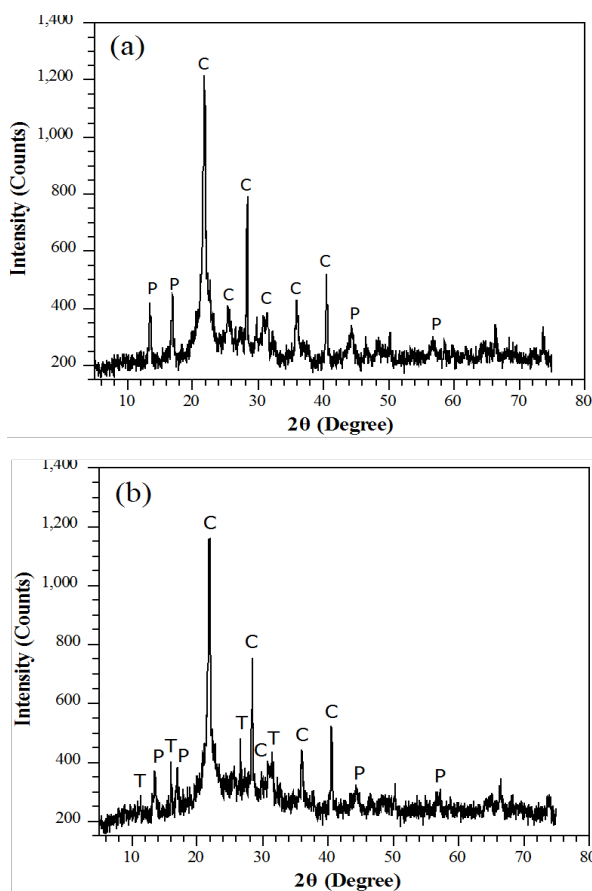 1,400
(a)
C
1,200
1,000
C
800
Intensity (Counts)
600
C
P P C C C
400
P P
200
10 20 30 40 50 60 70 80
2θ (Degree)
1,400
(b)
C
1,200
1,000
C
800
Intensity (Counts)
C
600
T
T C T C
P P
400
T P P
200
10 20 30 40 50 60 70 80
2θ (Degree)